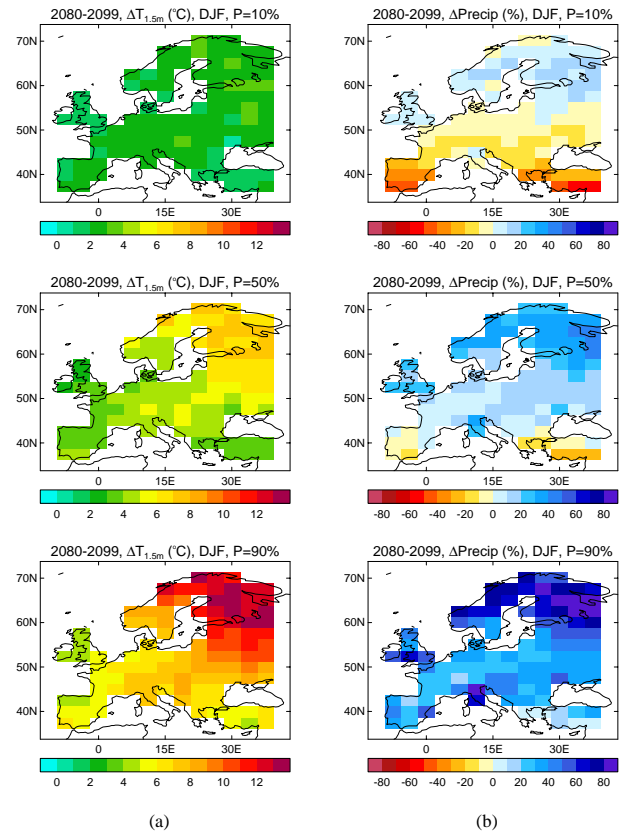 2080-2099, ΔT1.5m (°C), DJF, P=10%
70N
60N
50N
40N
0 15E 30E
0 2 4 6 8 10 12
2080-2099, ΔPrecip (%), DJF, P=10%
70N
60N
50N
40N
0 15E 30E
-80 -60 -40 -20 0 20 40 60 80
2080-2099, ΔT1.5m (°C), DJF, P=50%
70N
60N
50N
40N
0 15E 30E
0 2 4 6 8 10 12
2080-2099, ΔPrecip (%), DJF, P=50%
70N
60N
50N
40N
0 15E 30E
-80 -60 -40 -20 0 20 40 60 80
2080-2099, ΔT1.5m (°C), DJF, P=90%
70N
60N
50N
40N
0 15E 30E
0 2 4 6 8 10 12
2080-2099, ΔPrecip (%), DJF, P=90%
70N
60N
50N
40N
0 15E 30E
-80 -60 -40 -20 0 20 40 60 80
(a) (b)